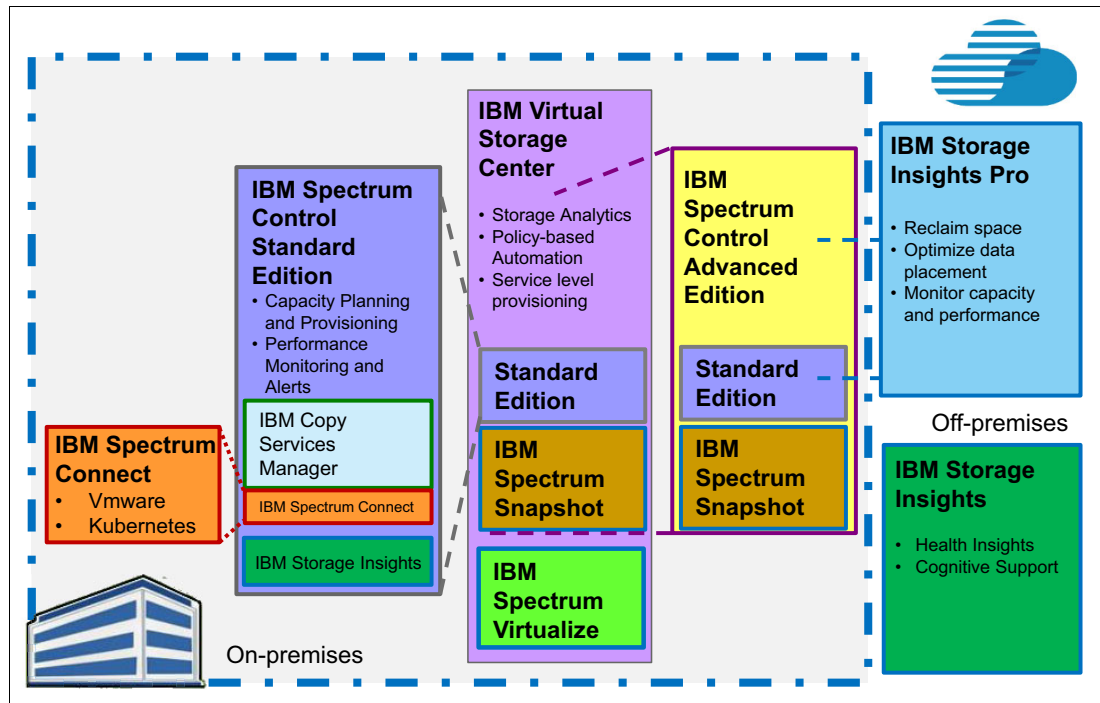 IBM Spectrum
Connect
• Vmware
• Kubernetes
IBM Spectrum
Control
Standard
Edition
• Capacity Planning
and Provisioning
• Performance
Monitoring and
Alerts
IBM Copy
Services
Manager
IBM Spectrum Connect
IBM Storage Insights
On-premises
IBM Virtual
Storage
Center
• Storage Analytics
• Policy-based
Automation
• Service level
provisioning
Standard
Edition
IBM
Spectrum
Snapshot
IBM
Spectrum
Virtualize
IBM
Spectrum
Control
Advanced
Edition
Standard
Edition
IBM
Spectrum
Snapshot
IBM Storage
Insights Pro
• Reclaim space
• Optimize data
placement
• Monitor capacity
and performance
Off-premises
IBM Storage
Insights
• Health Insights
• Cognitive Support